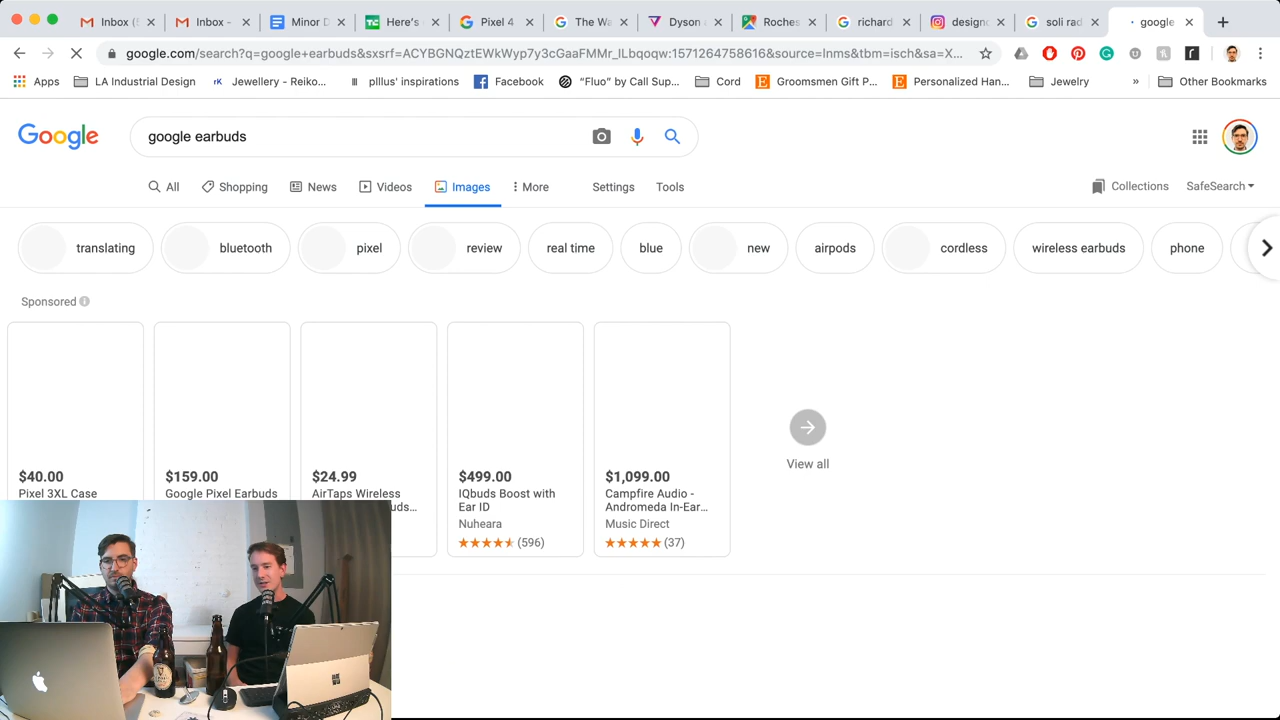 Inbox (
Inbox -
Minor D
Here's
Pixel 4
The Wa
Dyson
Roches
richard
design
soli rad
google
google.com/search?q=google+earbuds&sxsrf=ACYBGNQztEWkWyp7y3cGaaFMMr_ILbqoqw:1571264758616&source=lnms&tbm=isch&sa=X...
Apps
LA Industrial Design
rK Jewellery - Reiko...
plllus' inspirations
Facebook
"Fluo" by Call Sup...
Cord
Groomsmen Gift P...
Personalized Han...
Jewelry
»
Other Bookmarks
Google
google earbuds
All
Shopping
News
Videos
Images
More
Settings
Tools
Collections
SafeSearch
translating
bluetooth
pixel
review
real time
blue
new
airpods
cordless
wireless earbuds
phone
Sponsored
$40.00
Pixel 3XL Case
$159.00
Google Pixel Earbuds
$24.99
AirTaps Wireless
uds...
$499.00
IQbuds Boost with
Ear ID
Nuheara
(596)
$1,099.00
Campfire Audio -
Andromeda In-Ear...
Music Direct
(37)
View all